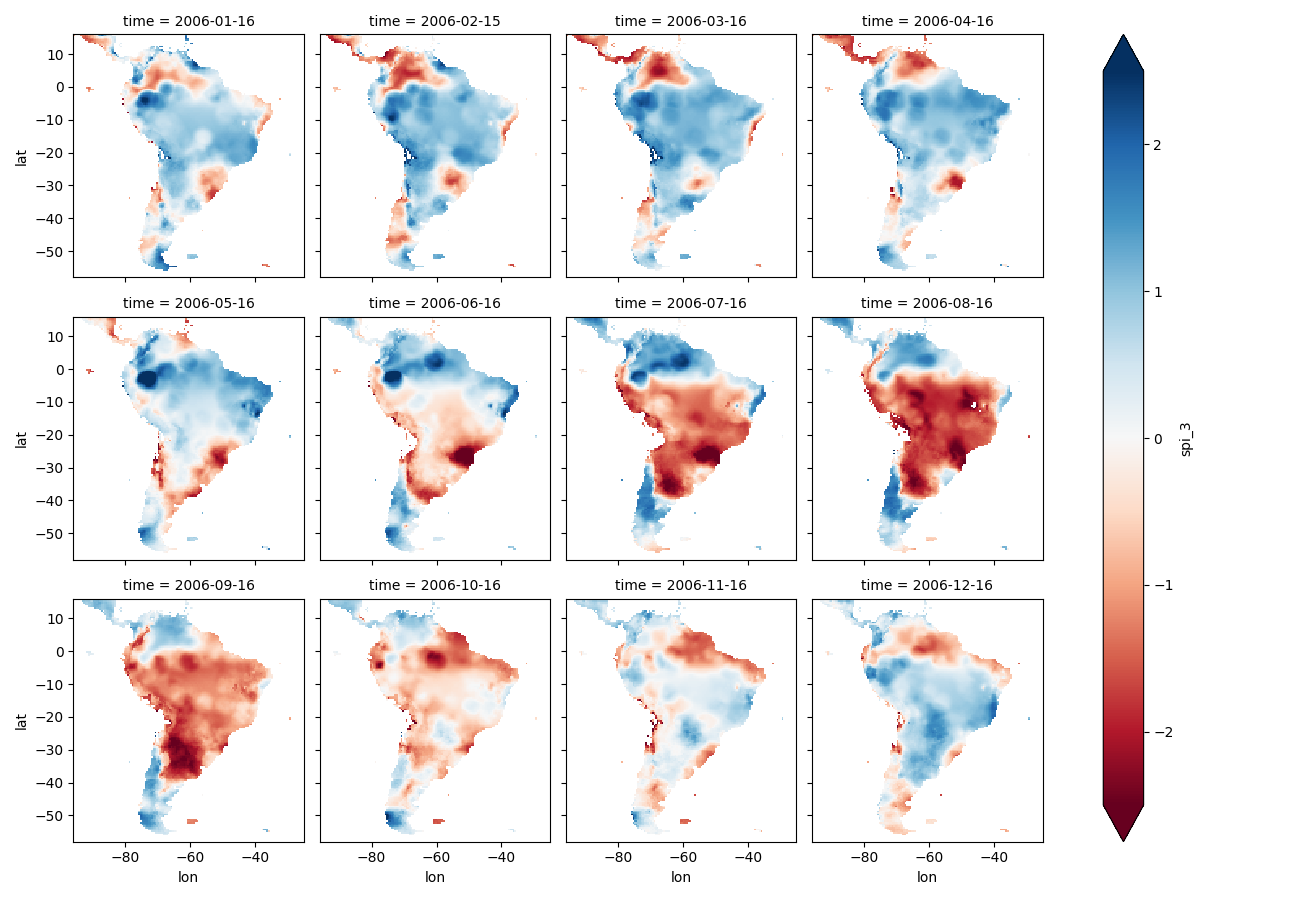 time = 2006-01-16
time = 2006-02-15
time = 2006-03-16
time = 2006-04-16
10
0
−10
−20
−30
−40
−50
lat
time = 2006-05-16
time = 2006-06-16
time = 2006-07-16
time = 2006-08-16
10
0
−10
−20
−30
−40
−50
lat
time = 2006-09-16
time = 2006-10-16
time = 2006-11-16
time = 2006-12-16
10
0
−10
−20
−30
−40
−50
lat
−80 −60 −40
lon
−80 −60 −40
lon
−80 −60 −40
lon
−80 −60 −40
lon
2
1
0
−1
−2
spi_3